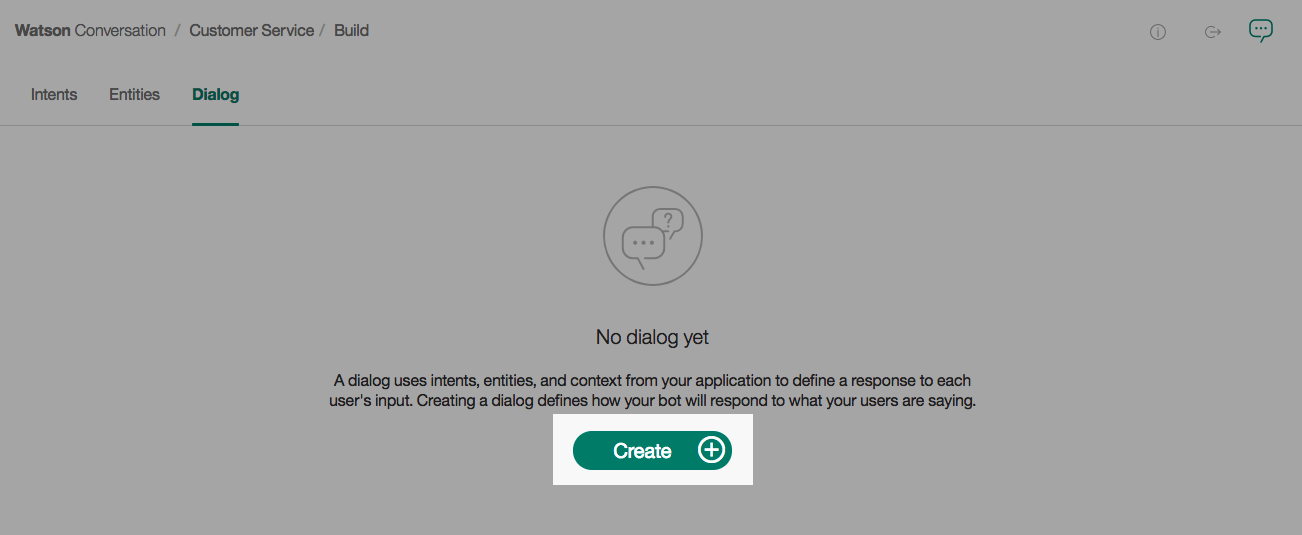 Watson Conversation / Customer Service / Build
Intents Entities Dialog
?
No dialog yet
A dialog uses intents, entities, and context from your application to define a response to each
user's input. Creating a dialog defines how your bot will respond to what your users are saying.
Create